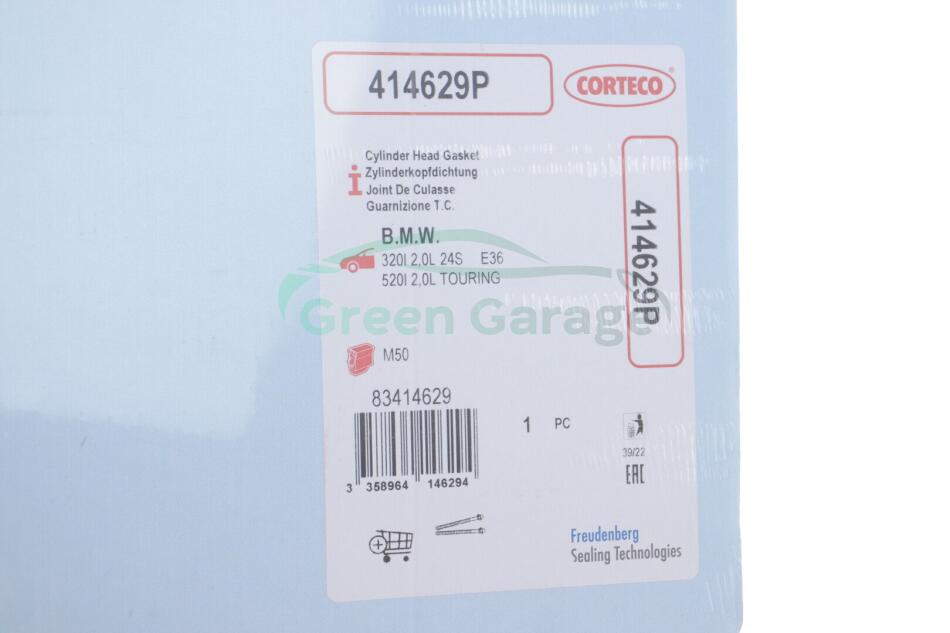 414629P
CORTECO®
Cylinder Head Gasket
Zylinderkopfdichtung
Joint De Culasse
Guarnizione T.C.
B.M.W.
320I 2,0L 24S E36
520I 2,0L TOURING
414629P
Green Garage
M50
83414629
1 PC
3 358964 146294
39/22
EAC
Freudenberg
Sealing Technologies